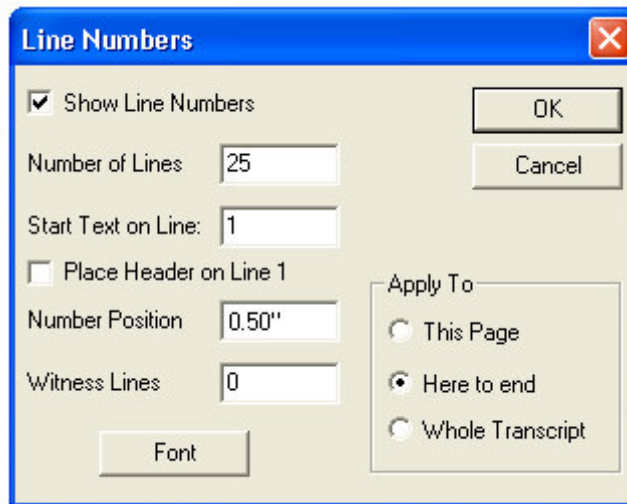 Line Numbers
Show Line Numbers
OK
Number of Lines 25
Cancel
Start Text on Line: 1
Place Header on Line 1
Number Position 0.50"
Witness Lines 0
Font
Apply To
This Page
Here to end
Whole Transcript